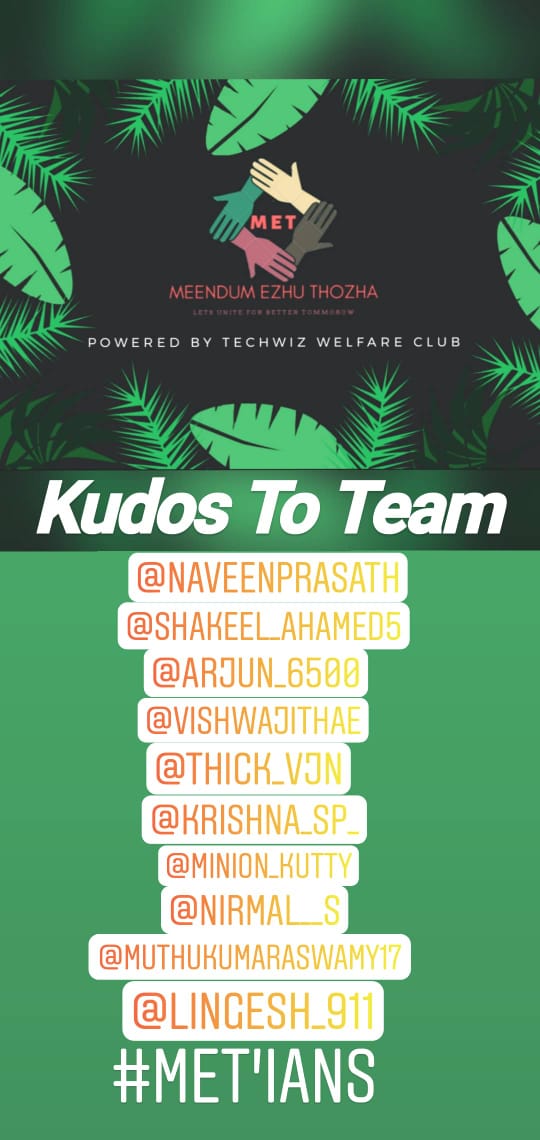 MET
MEENDUM EZHU THOZHA
LETS UNITE FOR BETTER TOMMOROW
POWERED BY TECHWIZ WELFARE CLUB
Kudos To Team
@NAVEENPRASATH
@SHAKEEL_AHAMED5
@ARJUN_6500
@VISHWAJITHAE
@THICK_VJN
@KRISHNA_SP_
@MINION_KUTTY
@NIRMAL__S
@MUTHUKUMARASWAMY17
@LINGESH_911
#MET'IANS